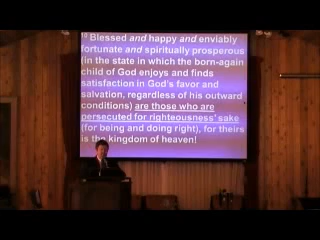 10 Blessed and happy and enviably
fortunate and spiritually prosperous
(in the state in which the born-again
child of God enjoys and finds
satisfaction in God's favor and
salvation, regardless of his outward
conditions) are those who are
persecuted for righteousness' sake
(for being and doing right), for theirs
is the kingdom of heaven!